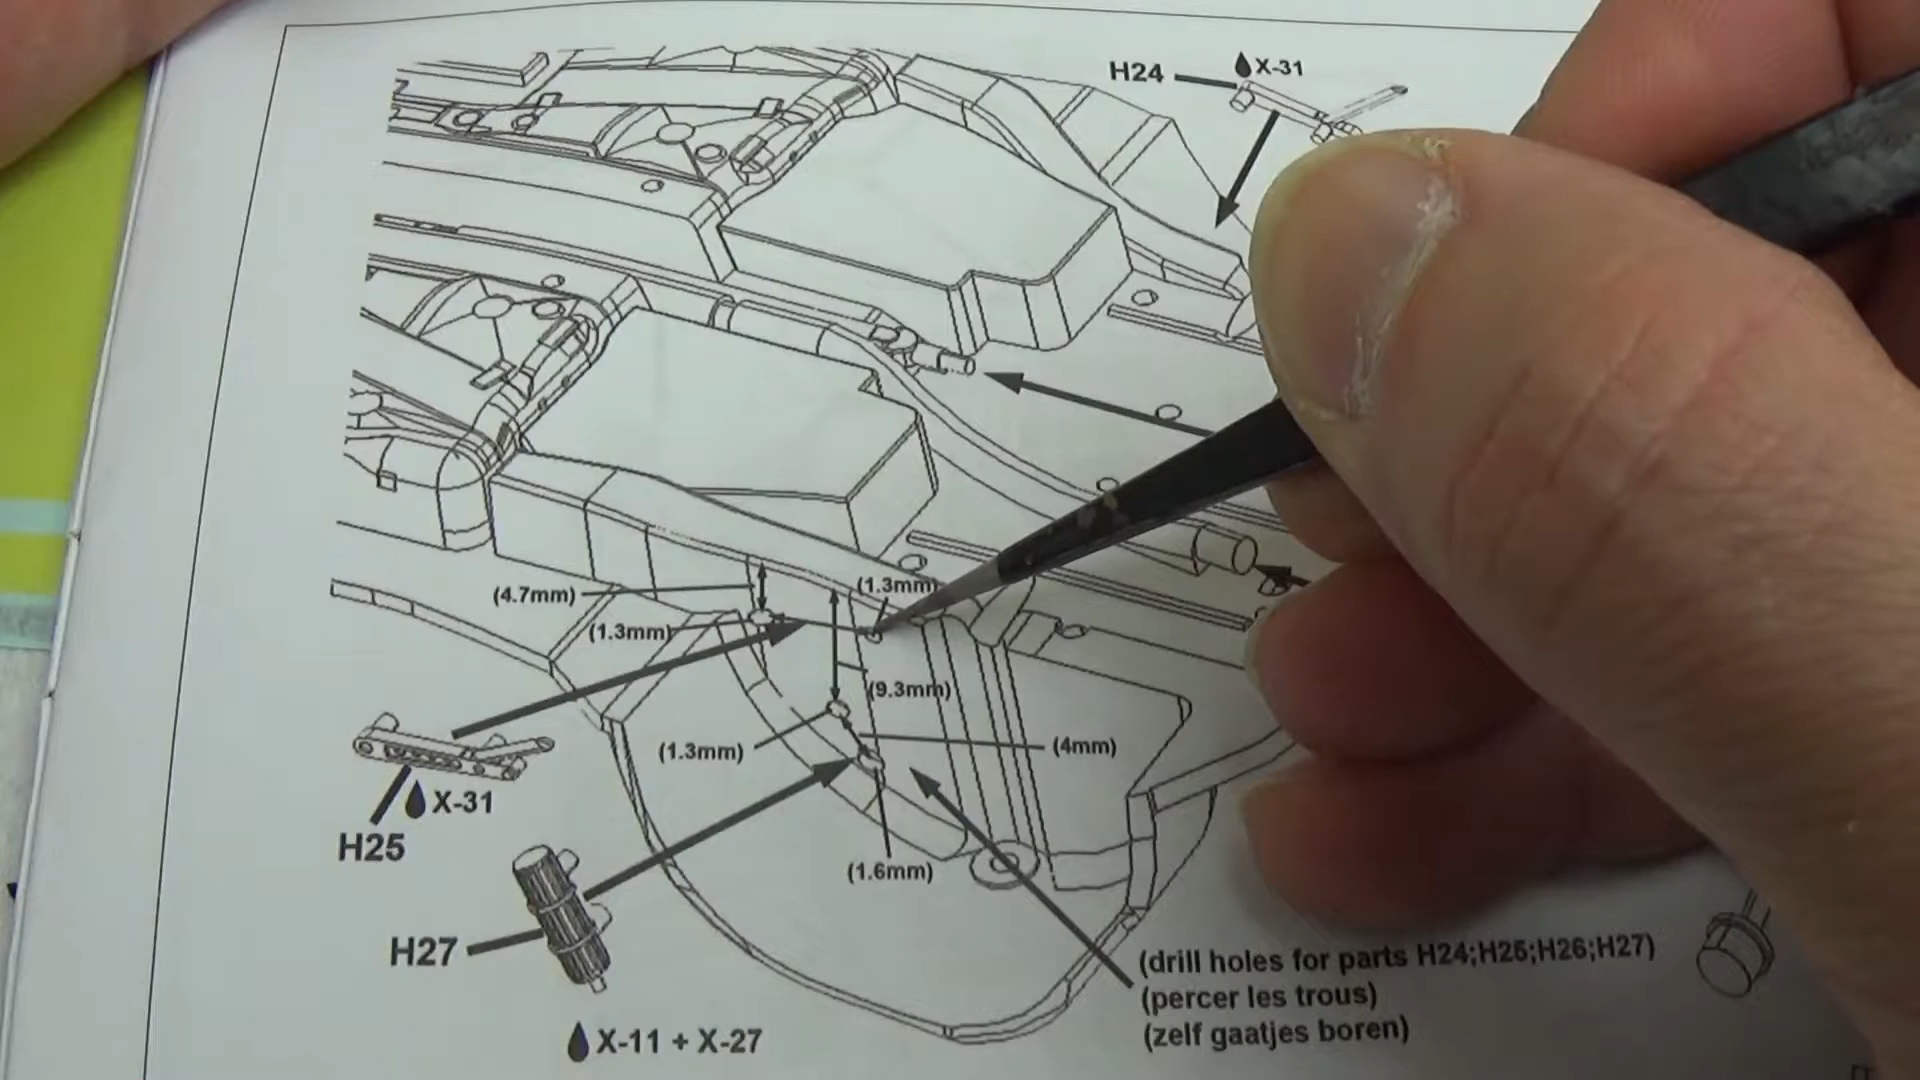 H24
X-31
(4.7mm)
(1.3mm)
(1.3mm)
(9.3mm)
(1.3mm)
(4mm)
X-31
H25
(1.6mm)
H27
(drill holes for parts H24;H25;H26;H27)
(percer les trous)
(zelf gaatjes boren)
X-11 + X-27